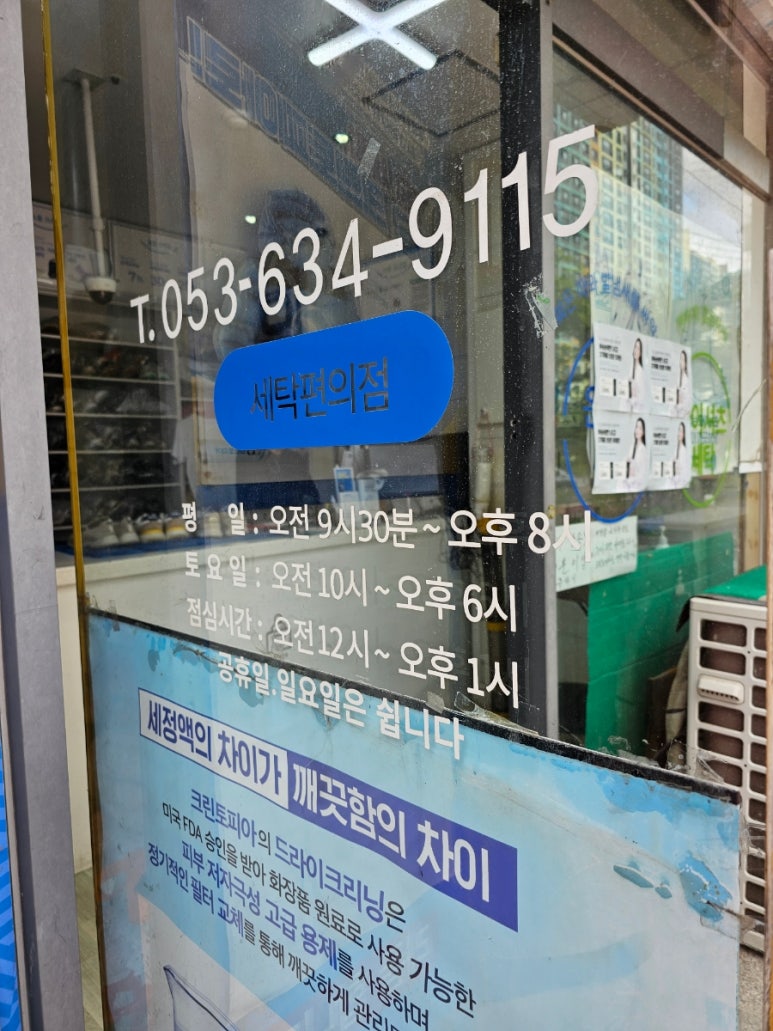 T. 053-634-9115
세탁편의점
평 일 : 오전 9시30분 ~ 오후 8시
토 요 일 : 오전 10시 ~ 오후 6시
점심시간 : 오전12시 ~ 오후 1시
공휴일.일요일은 쉽니다
세정액의 차이가 깨끗함의 차이
크린토피아의 드라이크리닝은
미국 FDA 승인을 받아 화장품 원료로 사용 가능한
피부 저자극성 고급 용제를 사용하며
정기적인 필터 교체를 통해 깨끗하게